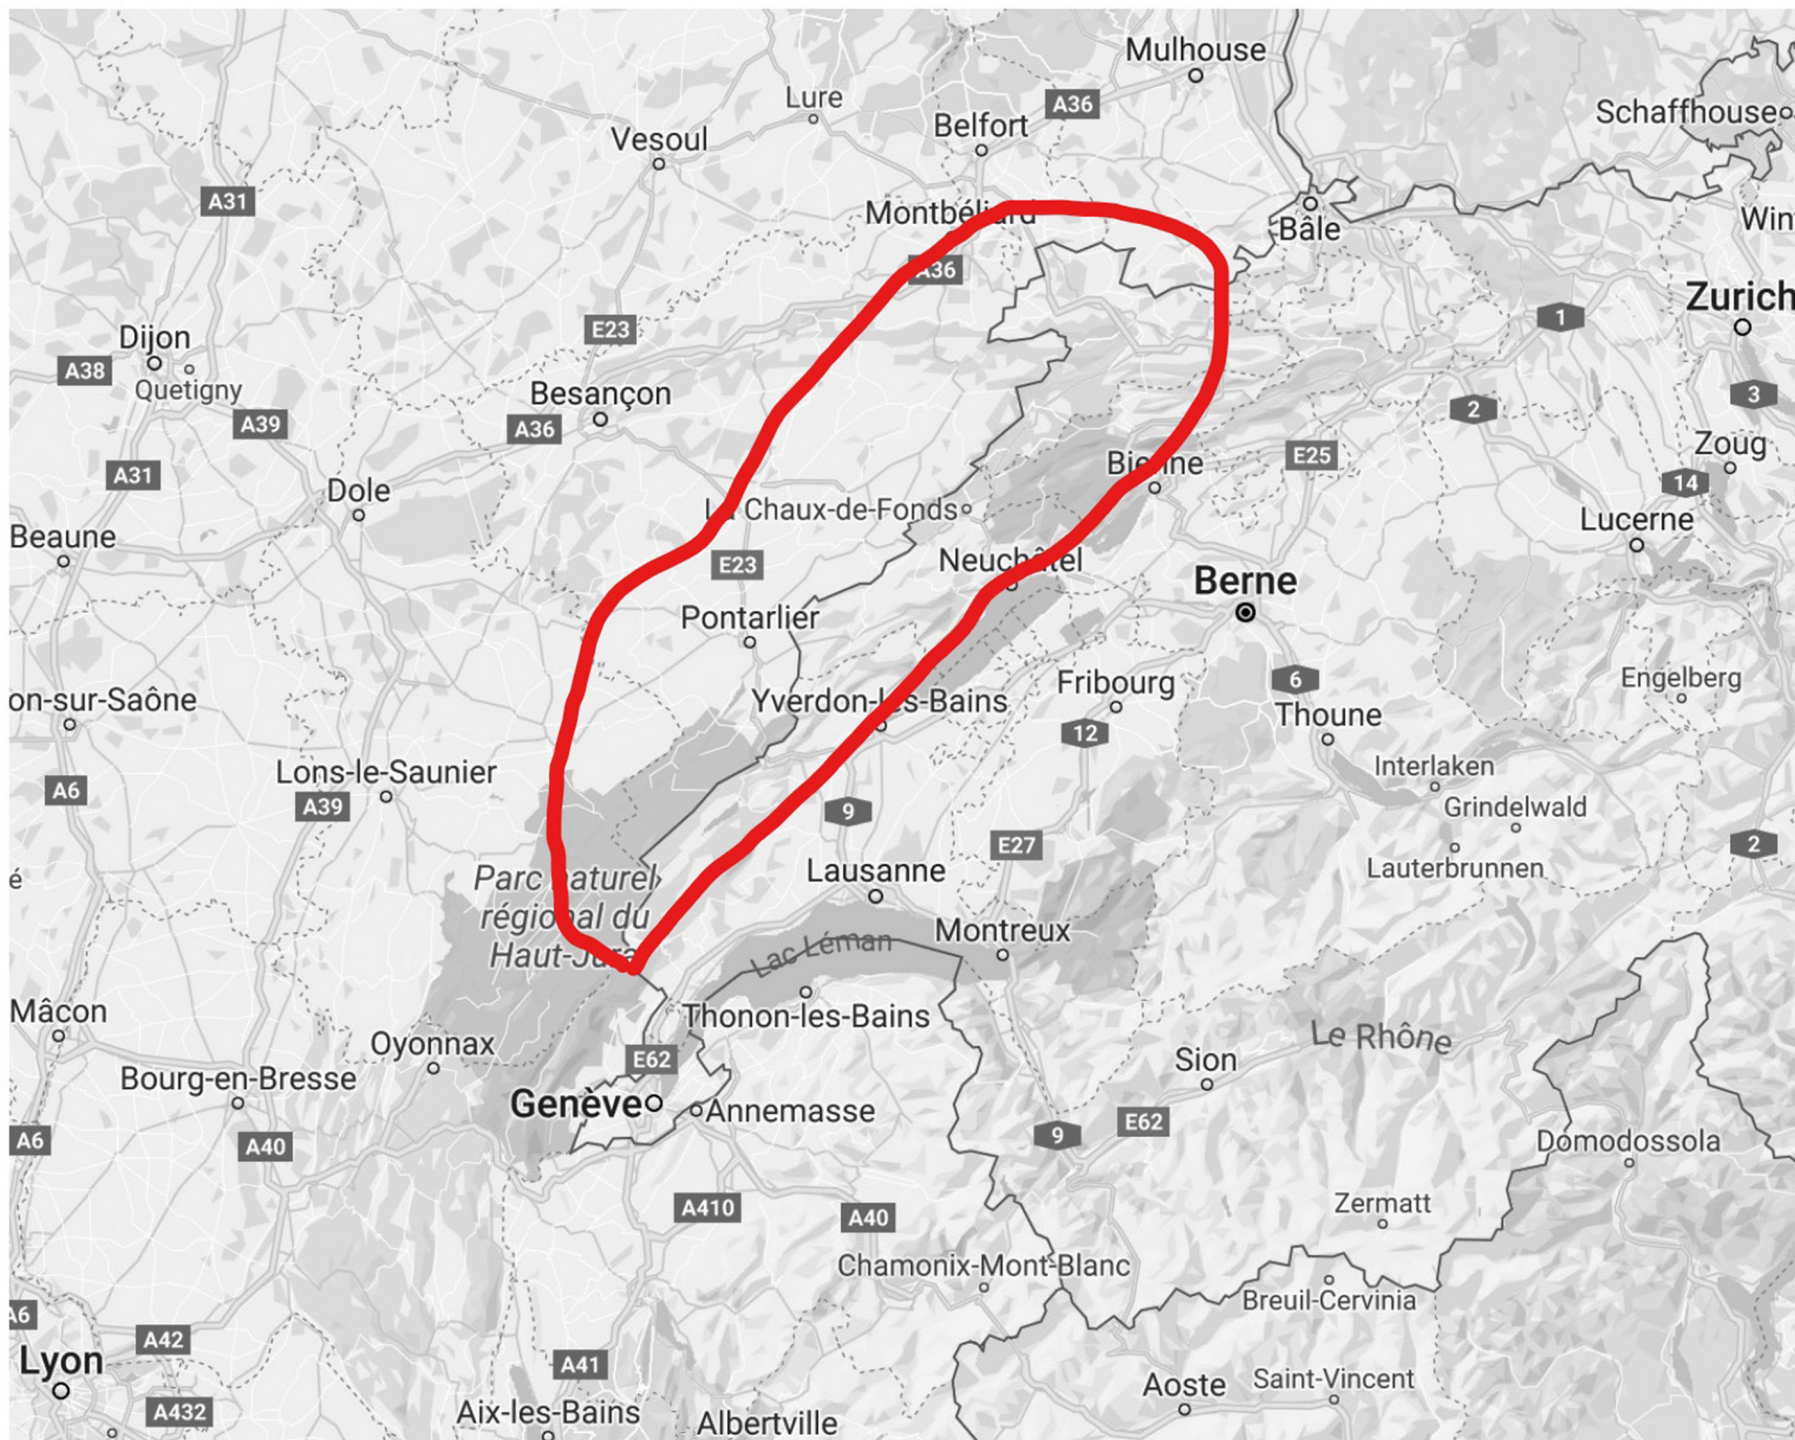 Mulhouse
Lure
A36
Schaffhouse
Belfort
Vesoul
A31
Montbéliard
Bâle
Win
A36
Zurich
E23
1
Dijon
A38
Quetigny
Besançon
3
2
A39
A36
Zoug
E25
Bienne
A31
14
Dole
La Chaux-de-Fonds
Lucerne
Beaune
Neuchâtel
E23
Berne
Pontarlier
Engelberg
6
Fribourg
on-sur-Saône
Yverdon-les-Bains
Thoune
12
Interlaken
Lons-le-Saunier
A6
A39
Grindelwald
9
E27
2
Lauterbrunnen
Lausanne
é
Parc naturel
régional du
Haut-Jura
Montreux
Lac Léman
Mâcon
Thonon-les-Bains
Le Rhône
Oyonnax
E62
Sion
Bourg-en-Bresse
Genève
Annemasse
E62
9
A6
A40
Domodossola
A410
A40
Zermatt
Chamonix-Mont-Blanc
Breuil-Cervinia
A6
A42
Lyon
A41
Aoste
Saint-Vincent
A432
Aix-les-Bains
Albertville